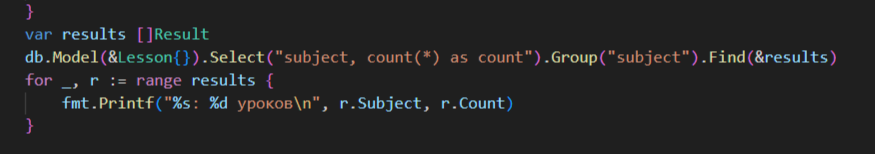 }
var results []Result
db.Model(&Lesson{}).Select("subject, count(*) as count").Group("subject").Find(&results)
for _, r := range results {
    fmt.Printf("%s: %d уроков\n", r.Subject, r.Count)
}